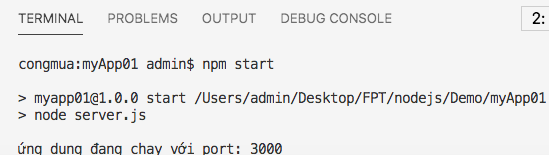 TERMINAL PROBLEMS OUTPUT DEBUG CONSOLE 2:
congmua:myApp01 admin$ npm start
> myapp01@1.0.0 start /Users/admin/Desktop/FPT/nodejs/Demo/myApp01
> node server.js
ứng dụng đang chạy với port: 3000